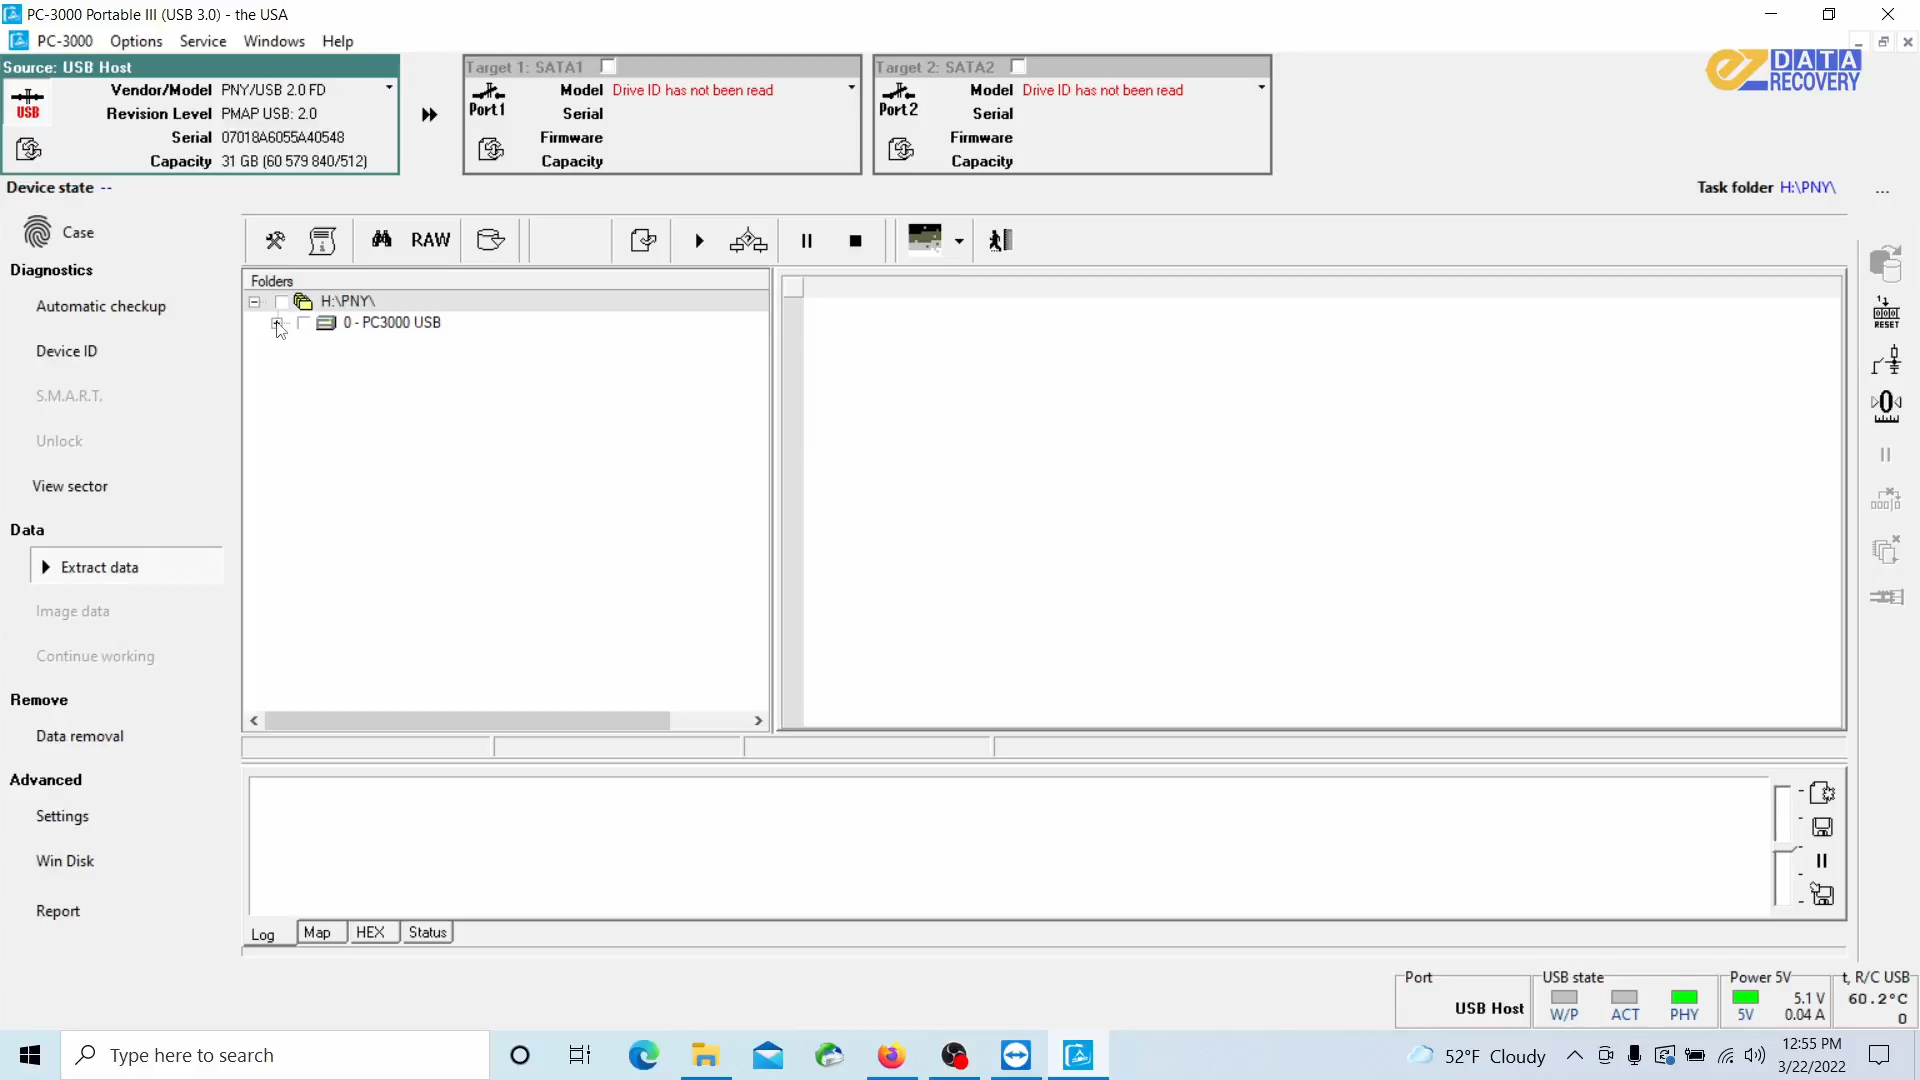 PC-3000 Portable III (USB 3.0) - the USA
PC-3000 Options Service Windows Help
Source: USB Host
Vendor/Model PNY/USB 2.0 FD
USB
Revision Level PMAP USB: 2.0
Serial 07018A6055A40548
Capacity 31 GB (60 579 840/512)
Target 1: SATA1
Port1
Model Drive ID has not been read
Serial
Firmware
Capacity
Target 2: SATA2
Port2
Model Drive ID has not been read
Serial
Firmware
Capacity
EZ DATA RECOVERY
Device state --
Task folder H:\PNY\ ...
Case
Diagnostics
Automatic checkup
Device ID
S.M.A.R.T.
Unlock
View sector
Data
Extract data
Image data
Continue working
Remove
Data removal
Advanced
Settings
Win Disk
Report
RAW
Folders
H:\PNY\
0 - PC3000 USB
RESET
Log Map HEX Status
Port
USB Host
USB state
W/P ACT PHY
Power 5V
5V
5.1 V
0.04 A
t, R/C USB
60.2°C
0
Type here to search
52°F Cloudy
12:55 PM
3/22/2022